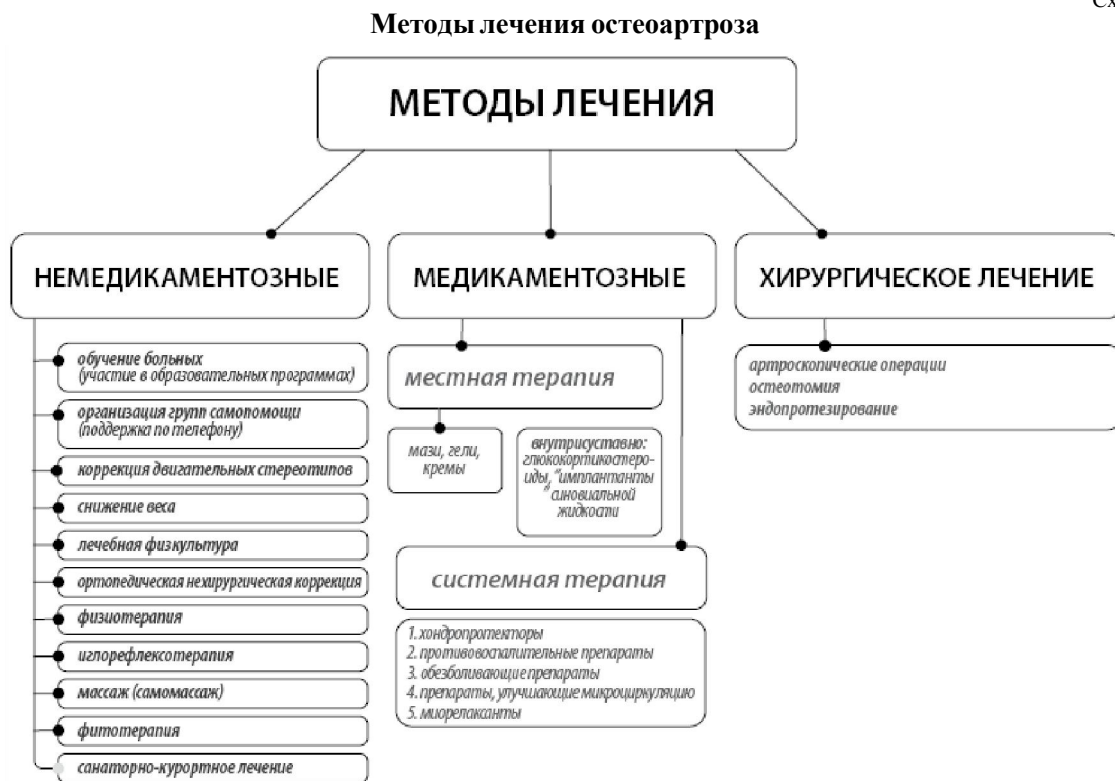 Сх
Методы лечения остеоартроза
МЕТОДЫ ЛЕЧЕНИЯ
НЕМЕДИКАМЕНТОЗНЫЕ
обучение больных
(участие в образовательных программах)
организация групп самопомощи
(поддержка по телефону)
коррекция двигательных стереотипов
снижение веса
лечебная физкультура
ортопедическая нехирургическая коррекция
физиотерапия
иглорефлексотерапия
массаж (самомассаж)
фитотерапия
санаторно-курортное лечение
МЕДИКАМЕНТОЗНЫЕ
местная терапия
мази, гели,
кремы
внутрисуставно:
глюкокортикостеро-
иды, "имплантанты
"синовиальной
жидкости
системная терапия
1. хондропротекторы
2. противовоспалительные препараты
3. обезболивающие препараты
4. препараты, улучшающие микроциркуляцию
5. миорелаксанты
ХИРУРГИЧЕСКОЕ ЛЕЧЕНИЕ
артроскопические операции
остеотомия
эндопротезирование